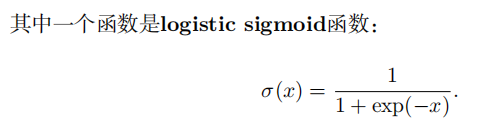 其中一个函数是logistic sigmoid函数：
σ(x) = 1 / (1 + exp(−x)).